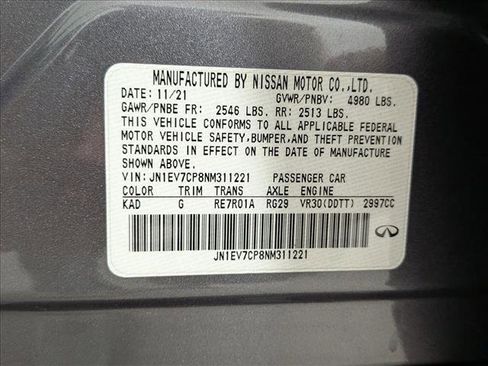 MANUFACTURED BY NISSAN MOTOR CO.,LTD.
DATE: 11/21 GVWR/PNBV: 4980 LBS.
GAWR/PNBE FR: 2546 LBS. RR: 2513 LBS.
THIS VEHICLE CONFORMS TO ALL APPLICABLE FEDERAL
MOTOR VEHICLE SAFETY,BUMPER,AND THEFT PREVENTION
STANDARDS IN EFFECT ON THE DATE OF MANUFACTURE
SHOWN ABOVE.
VIN: JN1EV7CP8NM311221 PASSENGER CAR
COLOR TRIM TRANS AXLE ENGINE
KAD G RE7R01A RG29 VR30(DDTT) 2997CC
JN1EV7CP8NM311221